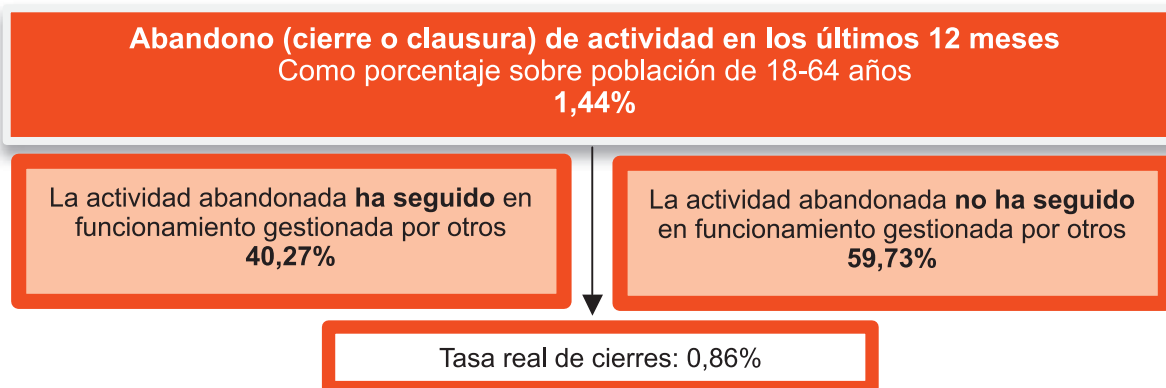 Abandono (cierre o clausura) de actividad en los últimos 12 meses
Como porcentaje sobre población de 18-64 años
1,44%
La actividad abandonada ha seguido en
funcionamiento gestionada por otros
40,27%
La actividad abandonada no ha seguido
en funcionamiento gestionada por otros
59,73%
Tasa real de cierres: 0,86%